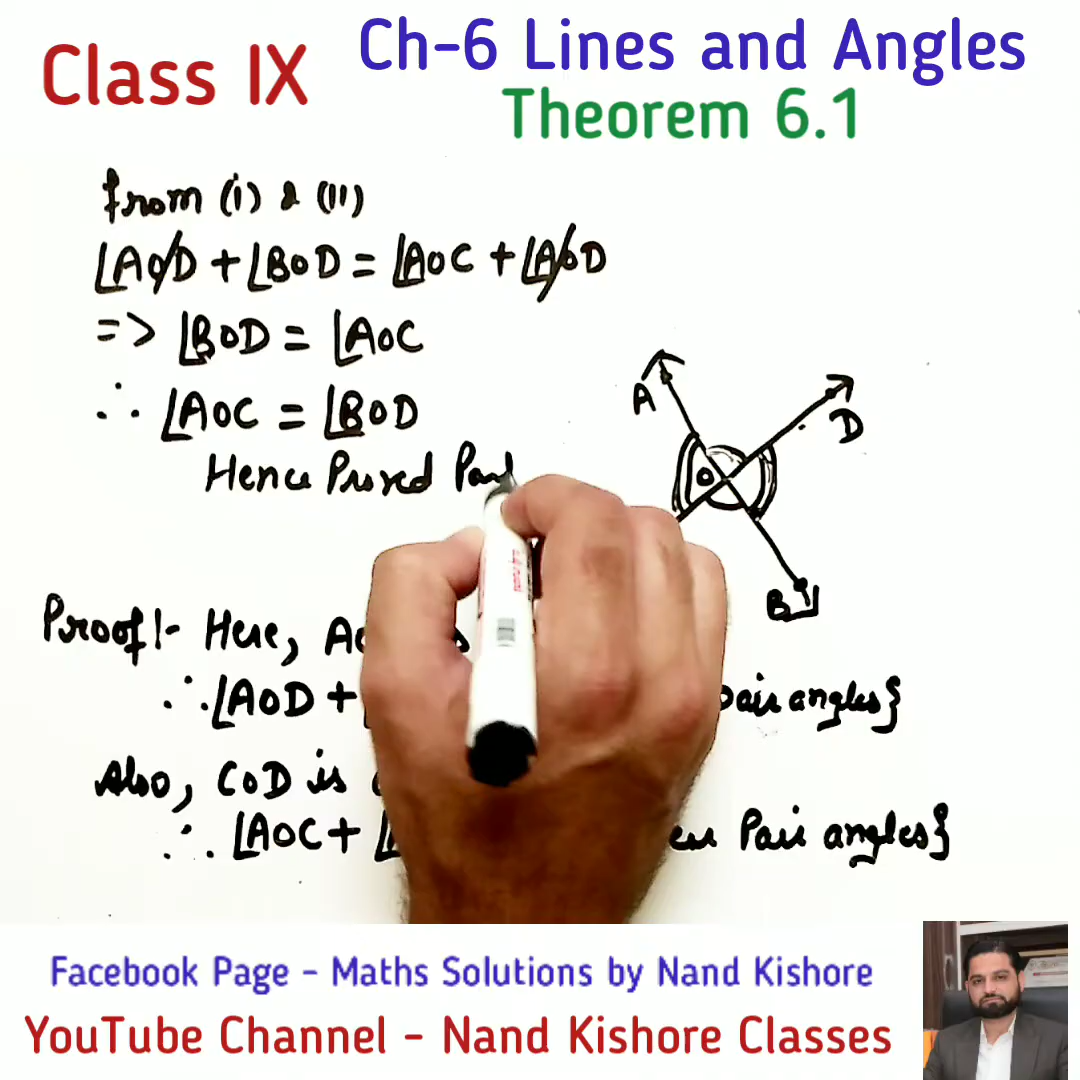 Class IX
Ch-6 Lines and Angles
Theorem 6.1
from (i) & (ii)
∠AOD + ∠BOD = ∠AOC + ∠AOD
=> ∠BOD = ∠AOC
∴ ∠AOC = ∠BOD
Hence Proved
A
D
O
B
Proof:- Here,
∴ ∠AOD +
pair angles}
Also, COD is
∴ ∠AOC +
Pair angles}
Facebook Page - Maths Solutions by Nand Kishore
YouTube Channel - Nand Kishore Classes